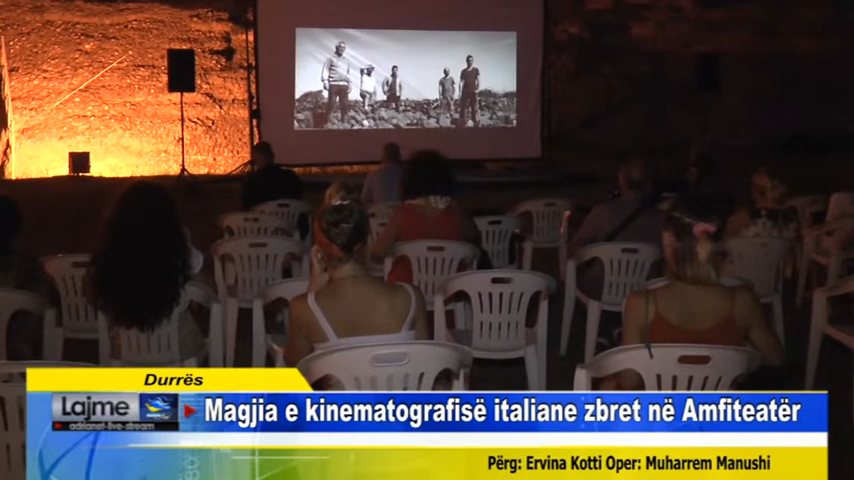 Durrës
Lajme
adrianet-live-stream
Magjia e kinematografisë italiane zbret në Amfiteatër
Përg: Ervina Kotti Oper: Muharrem Manushi